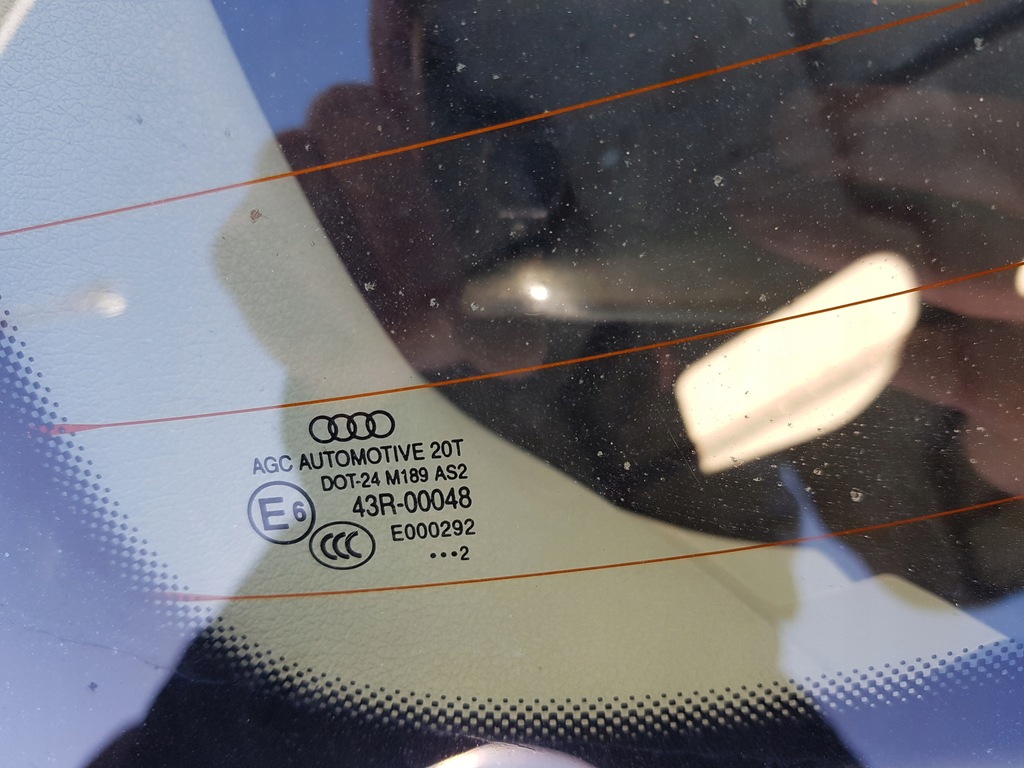 AGC AUTOMOTIVE 20T
DOT-24 M189 AS2
43R-00048
E6
E000292
CCC
•••2